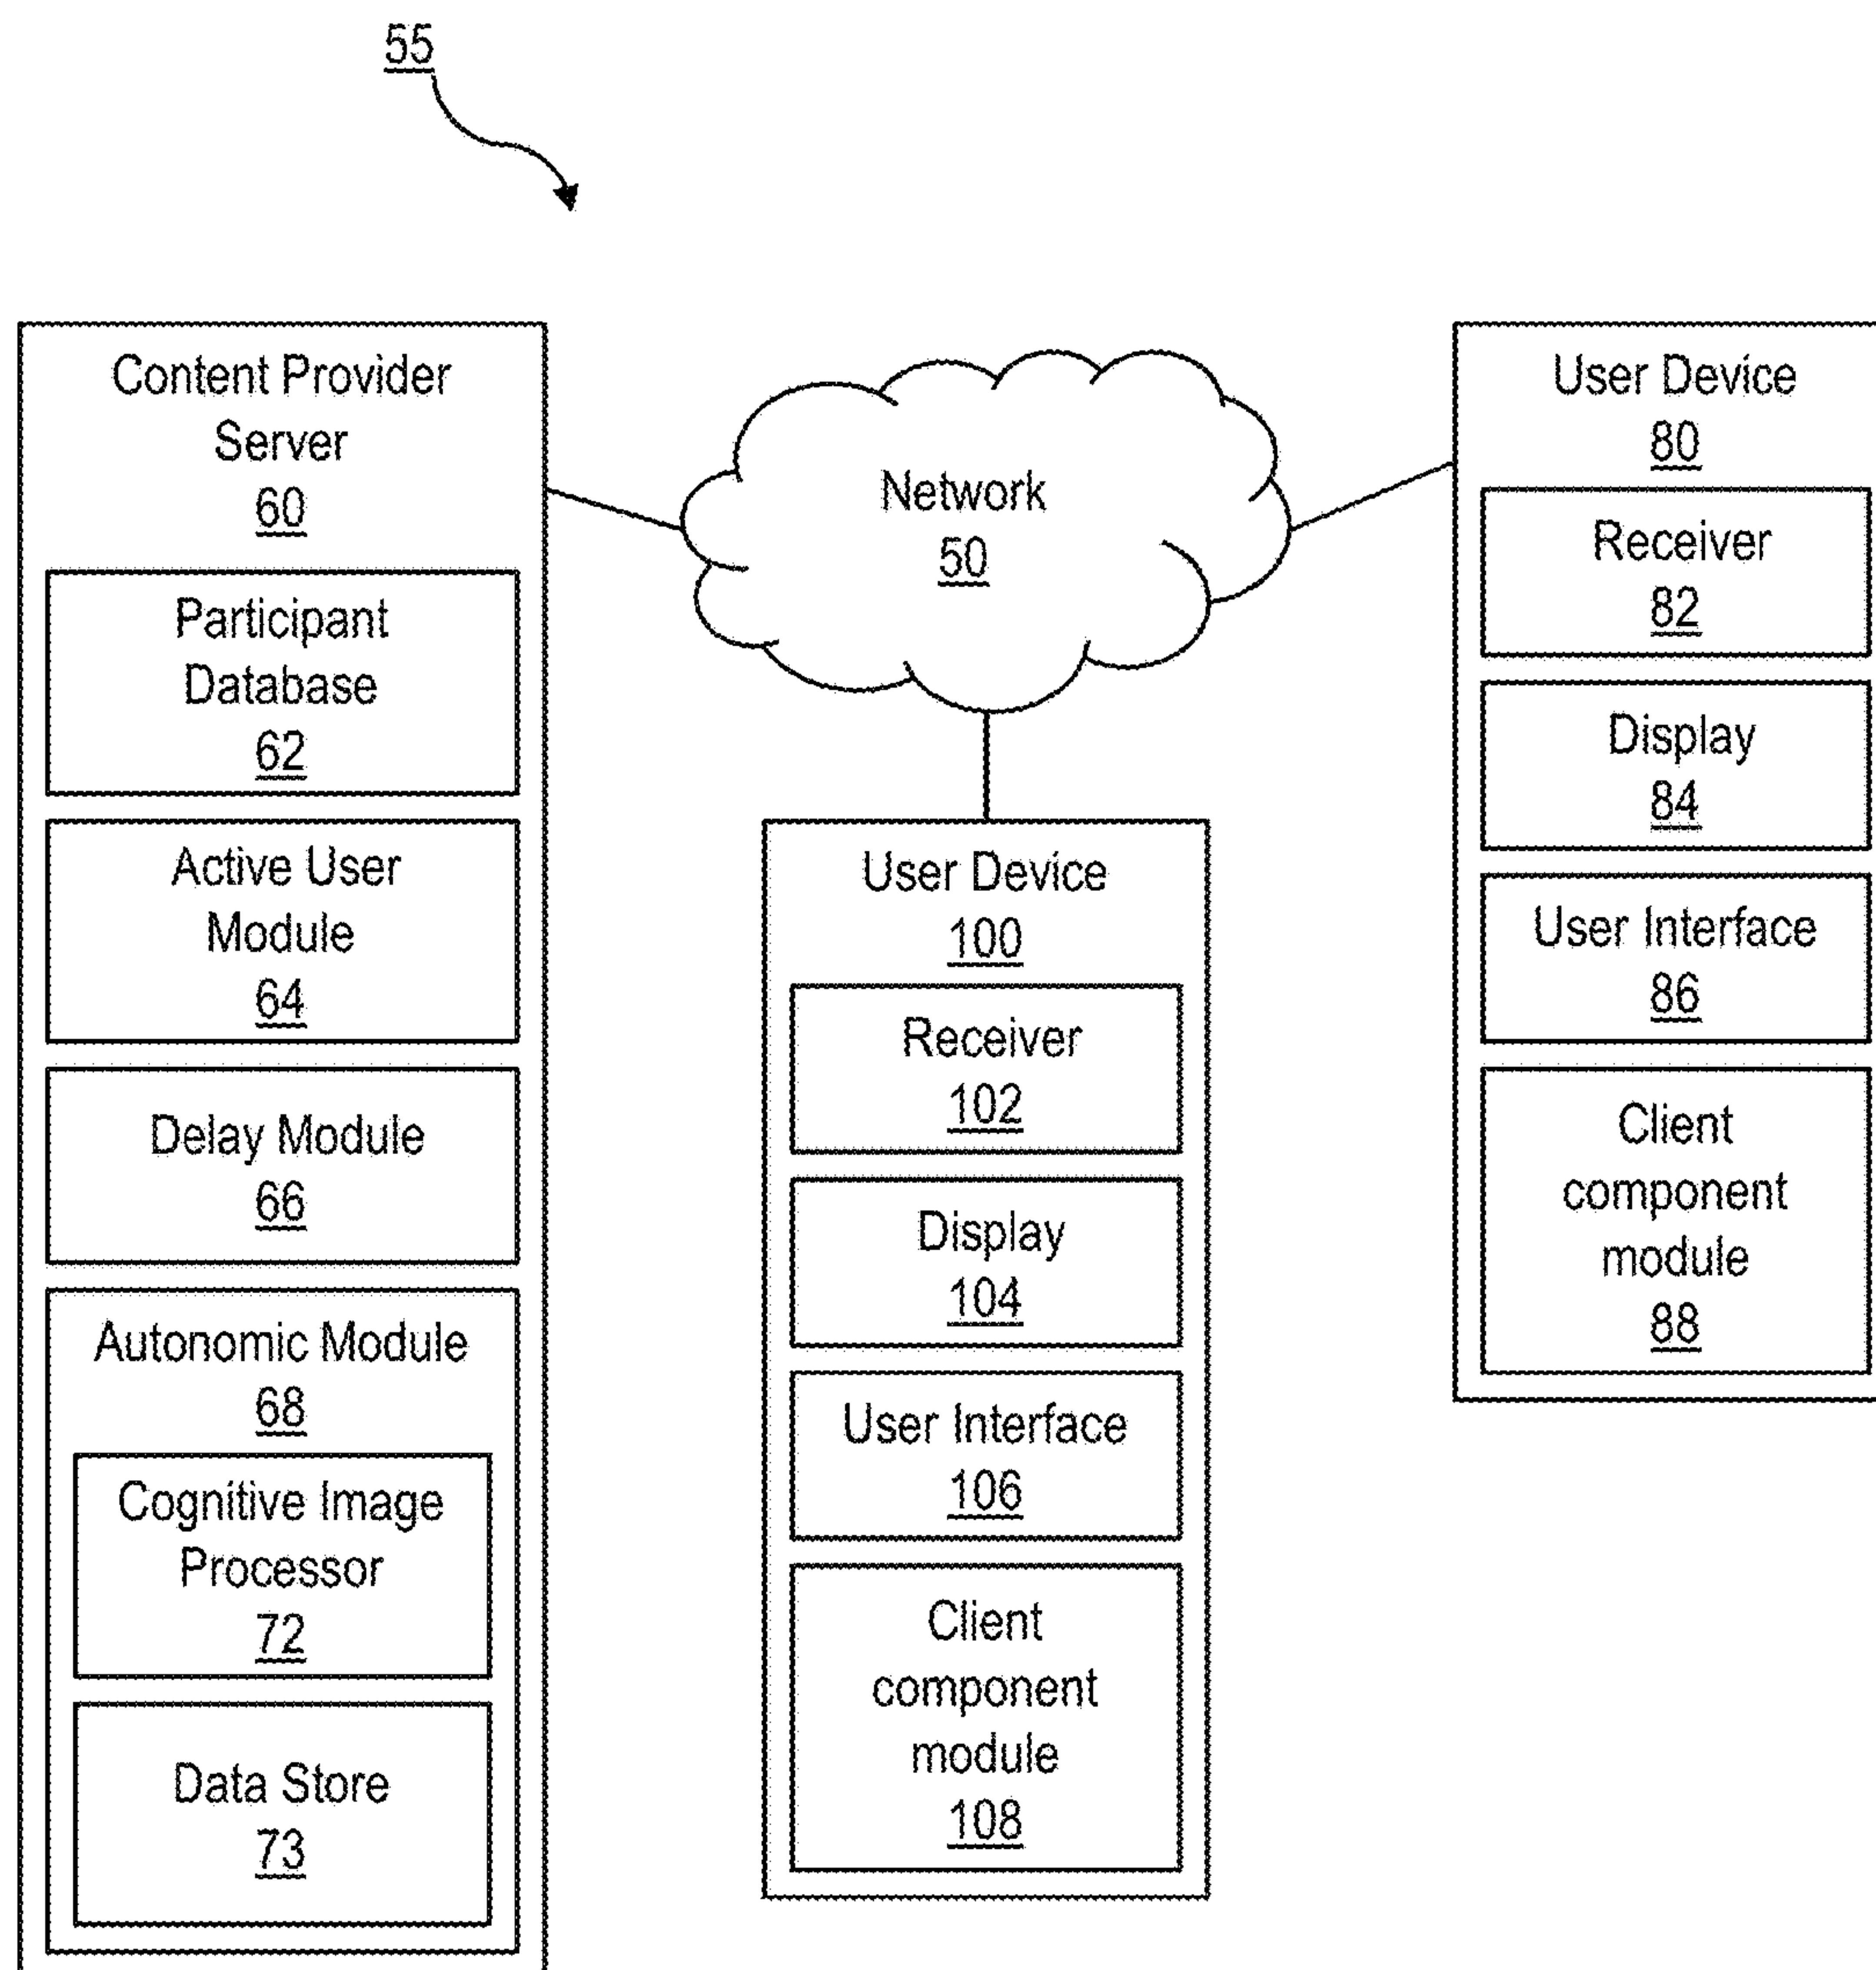 55
Content Provider
Server
60
Participant
Database
62
Active User
Module
64
Delay Module
66
Autonomic Module
68
Cognitive Image
Processor
72
Data Store
73
Network
50
User Device
100
Receiver
102
Display
104
User Interface
106
Client
component
module
108
User Device
80
Receiver
82
Display
84
User Interface
86
Client
component
module
88